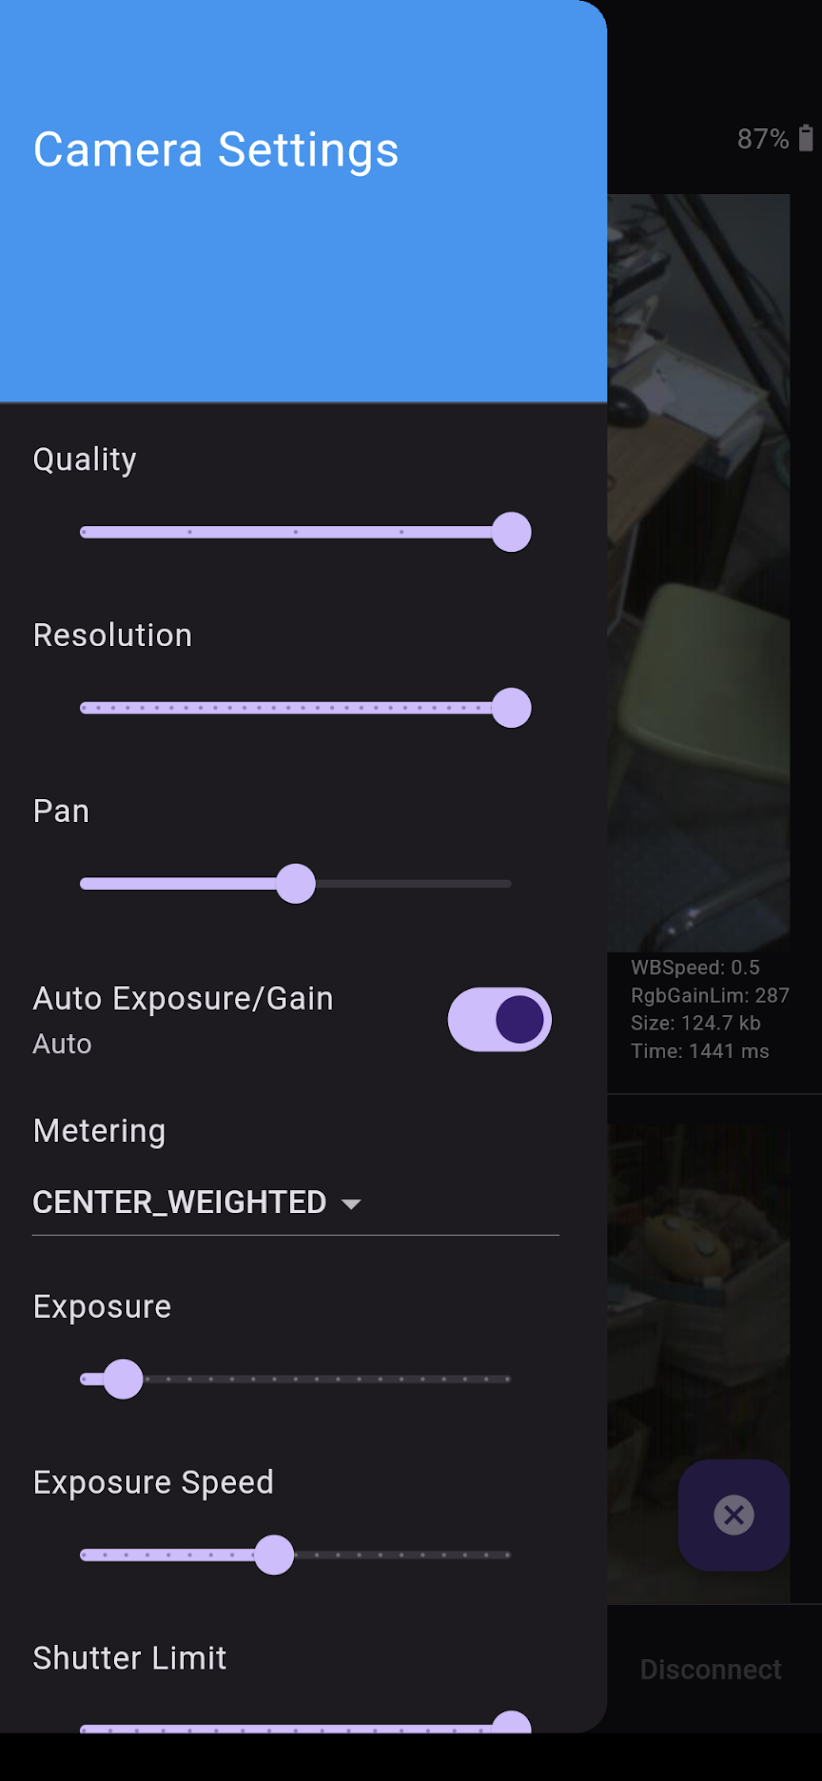 Camera Settings
87%
Quality
Resolution
Pan
WBSpeed: 0.5
RgbGainLim: 287
Size: 124.7 kb
Time: 1441 ms
Auto Exposure/Gain
Auto
Metering
CENTER_WEIGHTED
Exposure
Exposure Speed
Shutter Limit
Disconnect